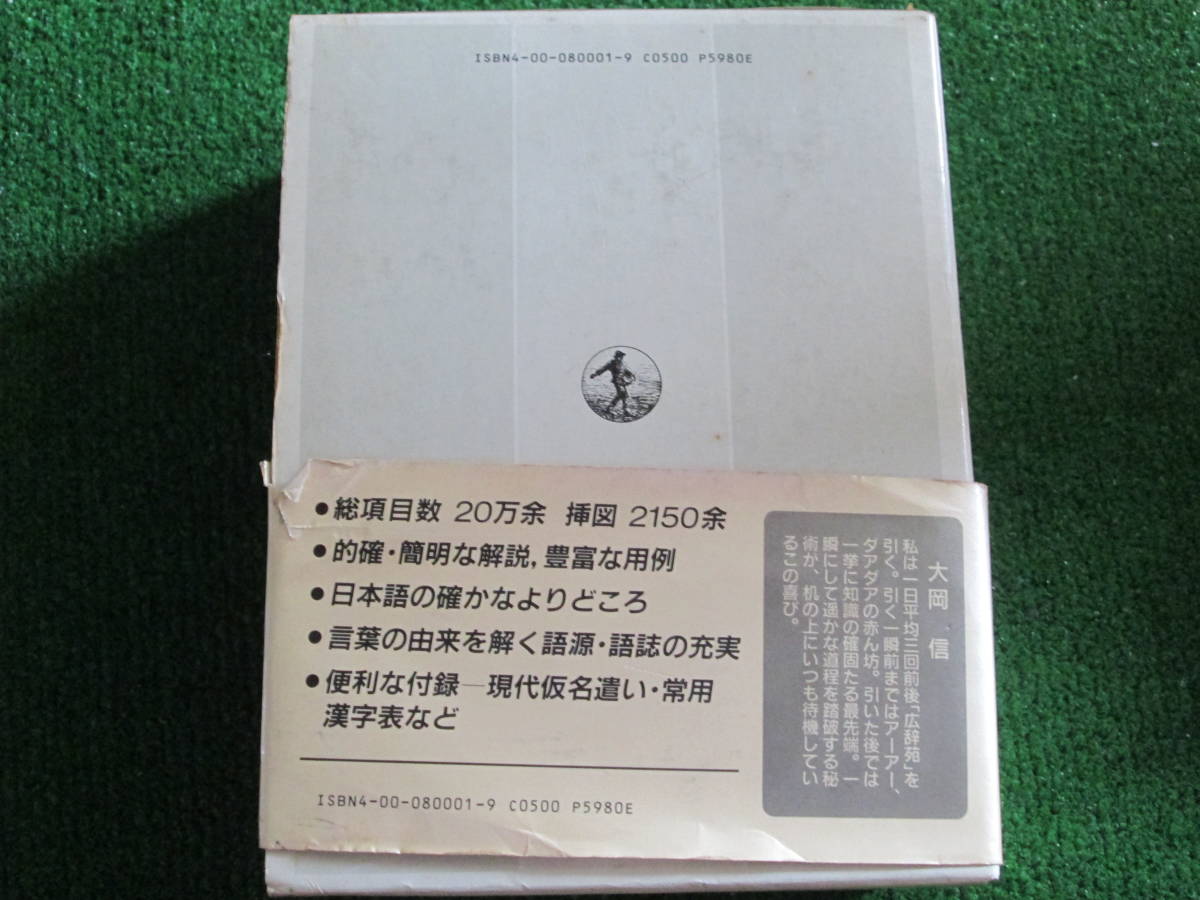 ISBN4-00-080001-9 C0500 P5980E
●総項目数 20万余 挿図 2150余
●的確・簡明な解説,豊富な用例
●日本語の確かなよりどころ
●言葉の由来を解く語源・語誌の充実
●便利な付録―現代仮名遣い・常用
漢字表など
ISBN4-00-080001-9 C0500 P5980E
大岡 信
私は一日平均三回前後「広辞苑」を
引く。引く一瞬前まではアーアー、
ダアダアの赤ん坊。引いた後では
一挙に知識の確固たる最先端。一
瞬にして遥かな道程を踏破する秘
術が、机の上にいつも待機してい
るこの喜び。